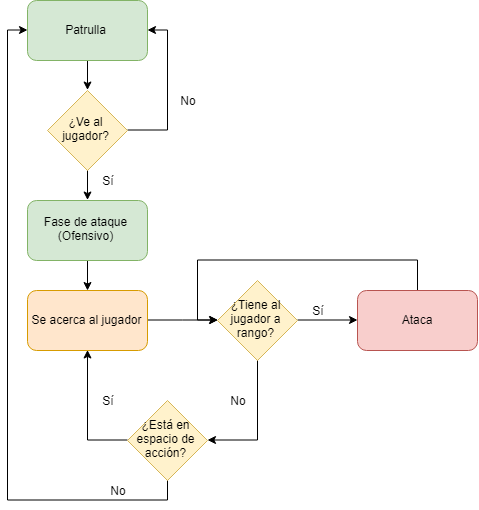 Patrulla
No
¿Ve al
jugador?
Sí
Fase de ataque
(Ofensivo)
Se acerca al jugador
¿Tiene al
jugador a
rango?
Sí
Ataca
No
Sí
¿Está en
espacio de
acción?
No